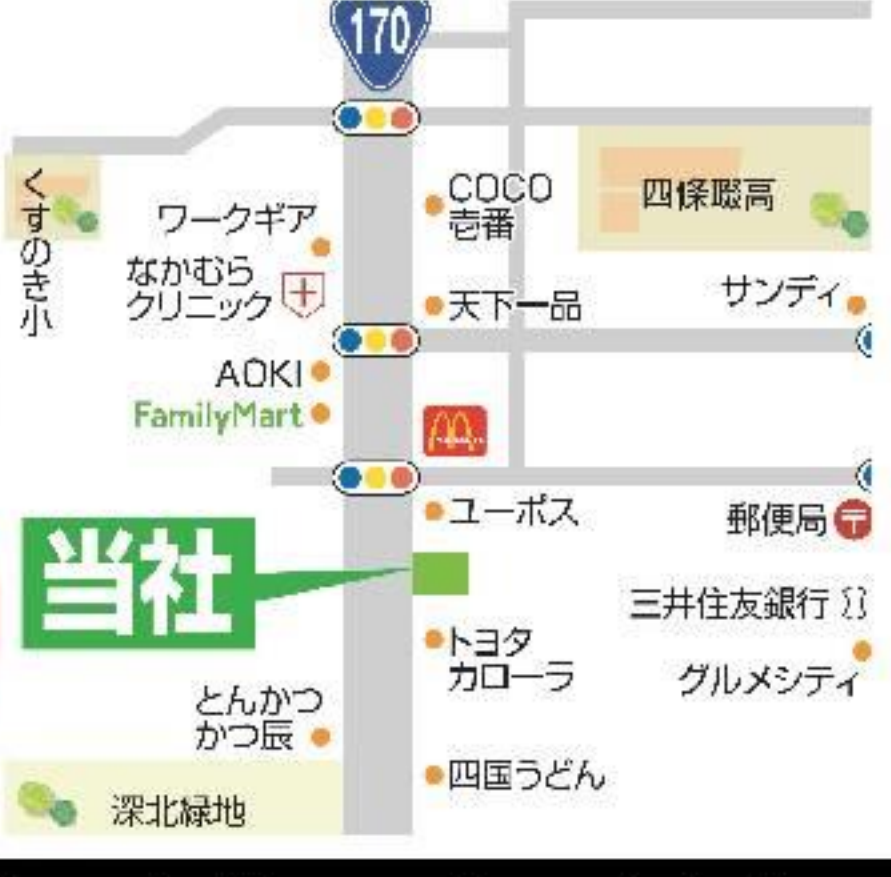 170
COCO
壱番
四條畷高
くすのき小
ワークギア
なかむら
クリニック
天下一品
サンディ
AOKI
FamilyMart
ユーポス
郵便局
当社
三井住友銀行
トヨタ
カローラ
グルメシティ
とんかつ
かつ辰
四国うどん
深北緑地